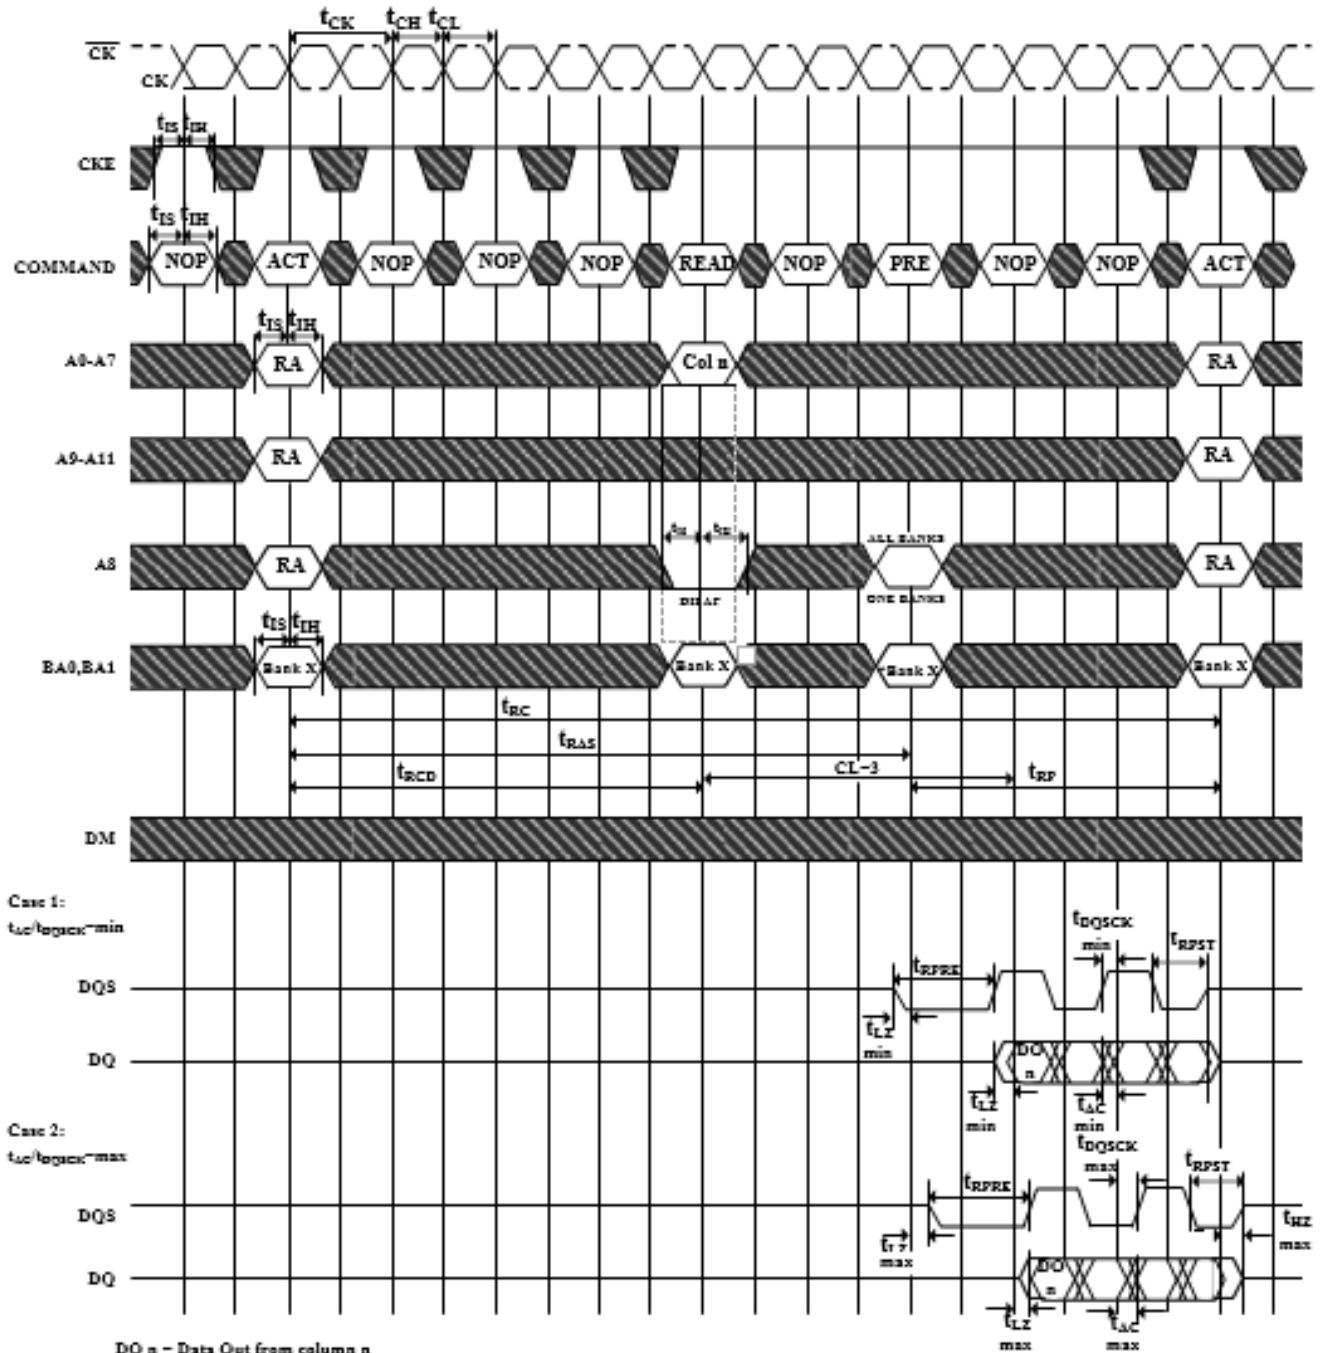 tCK tCH tCL
CK
CK
tIS tIH
CKE
tIS tIH
COMMAND NOP ACT NOP NOP NOP READ NOP PRE NOP NOP ACT
tIS tIH
A0-A7 RA Col n RA
A9-A11 RA RA
tIS tIH
ALL BANKS
A8 RA RA
DIS AP ONE BANKS
tIS tIH
BA0,BA1 Bank X Bank X Bank X Bank X
tRC
tRAS
CL=3
tRCD tRP
DM
Case 1:
tAC/tDQSCK=min
tDQSCK
min
tRPST
tRPRE
DQS
tLZ
min
DQ DO
n
tLZ
min
tAC
min
Case 2:
tAC/tDQSCK=max
tDQSCK
max
tRPST
tRPRE
DQS
tHZ
max
tLZ
max
DQ DO
n
tLZ
max
tAC
max
DO n = Data Out from column n